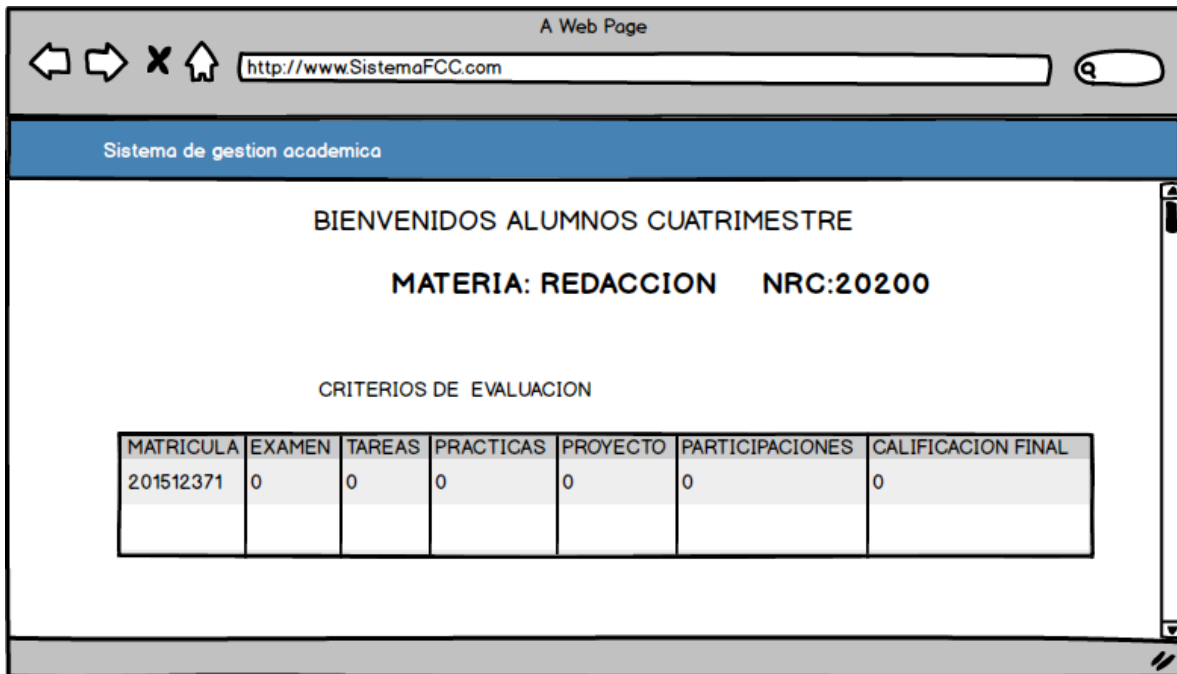 A Web Page
http://www.SistemaFCC.com
Sistema de gestion academica
BIENVENIDOS ALUMNOS CUATRIMESTRE
MATERIA: REDACCION NRC:20200
CRITERIOS DE EVALUACION
MATRICULA EXAMEN TAREAS PRACTICAS PROYECTO PARTICIPACIONES CALIFICACION FINAL
201512371 0 0 0 0 0 0